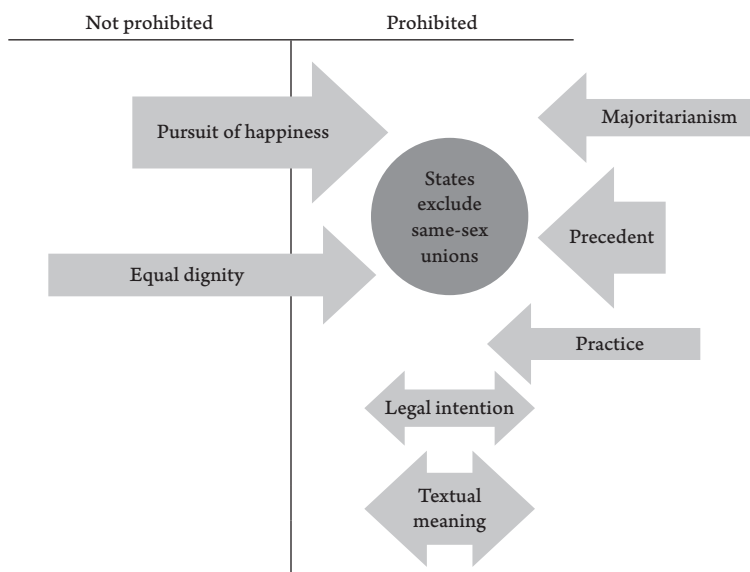 Not prohibited
Prohibited
Pursuit of happiness
Majoritarianism
States
exclude
same-sex
unions
Precedent
Equal dignity
Practice
Legal intention
Textual
meaning